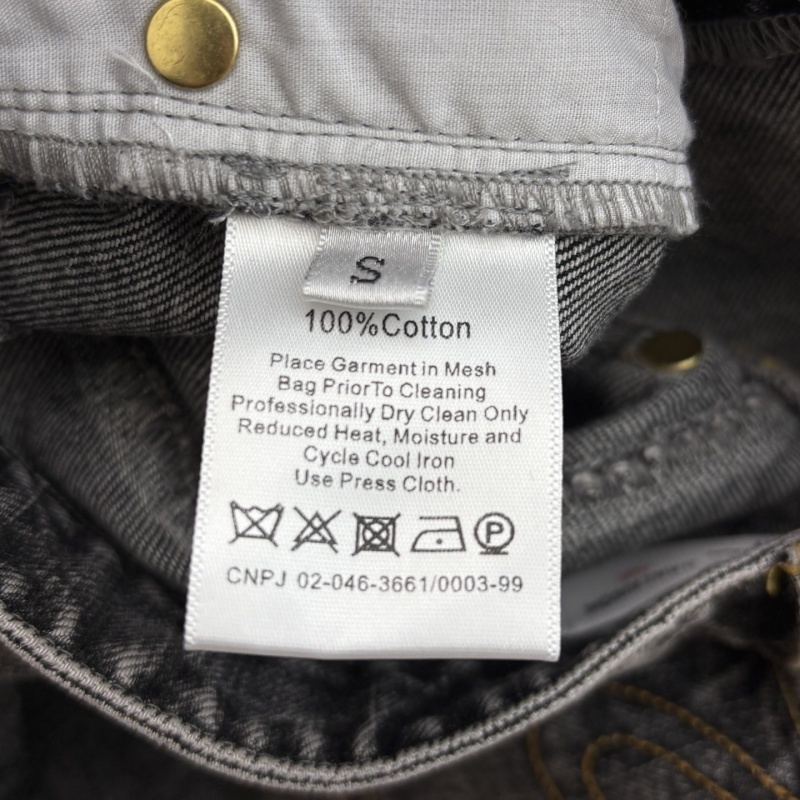 S
100%Cotton
Place Garment in Mesh
Bag PriorTo Cleaning
Professionally Dry Clean Only
Reduced Heat, Moisture and
Cycle Cool Iron
Use Press Cloth.
P
CNPJ 02-046-3661/0003-99